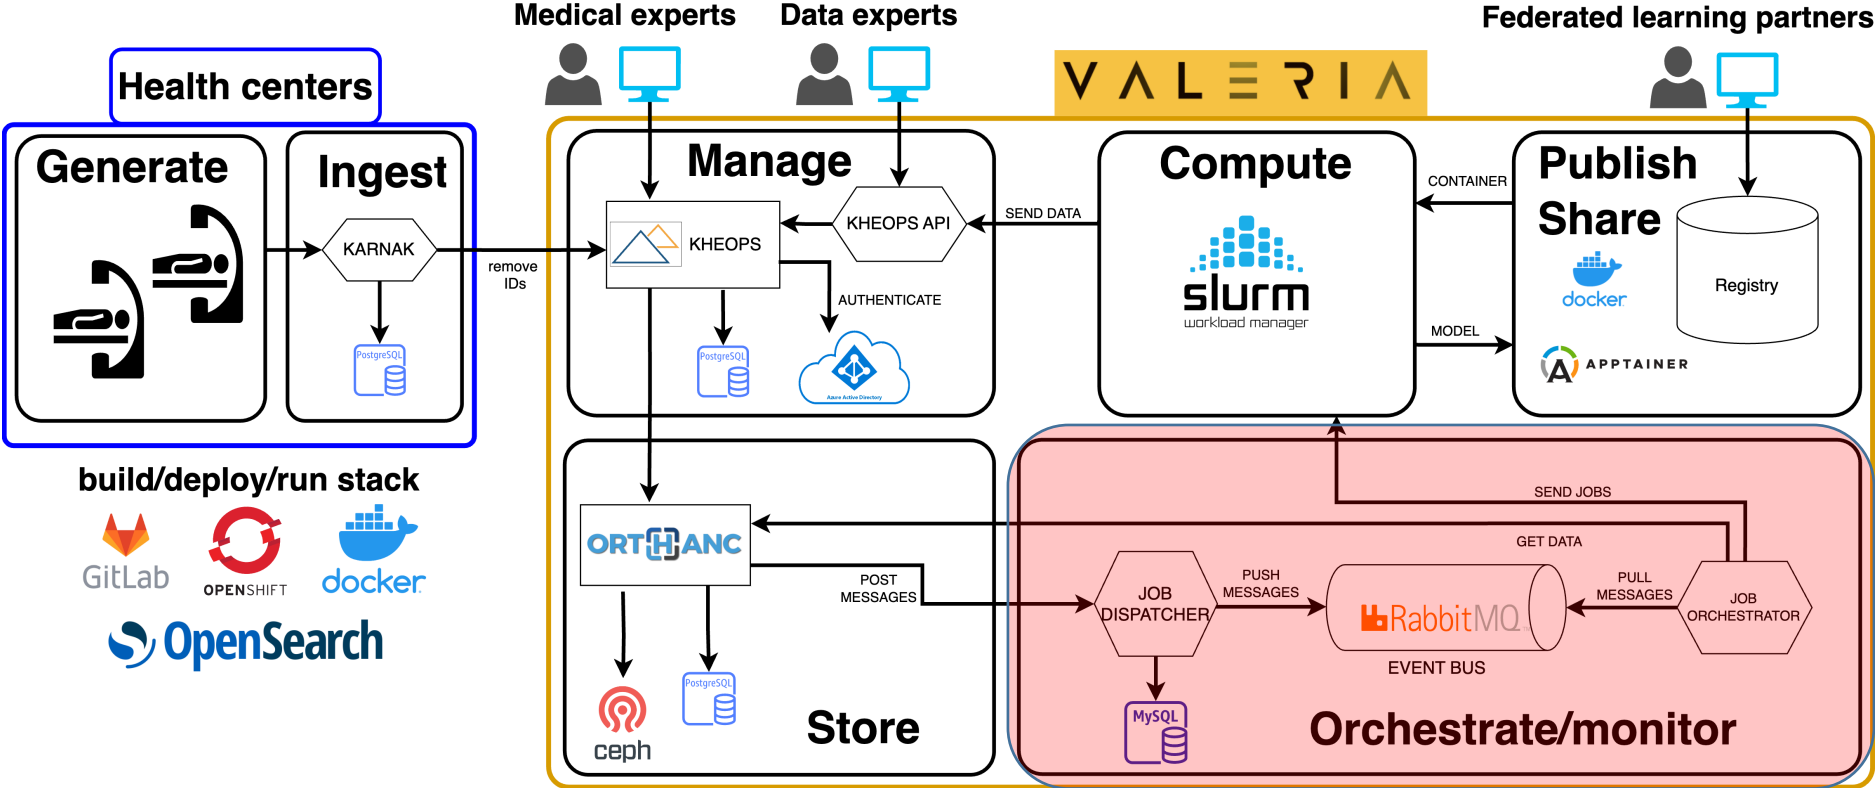 Medical experts
Data experts
Federated learning partners
Health centers
VALERIA
Generate
Ingest
KARNAK
PostgreSQL
remove
IDs
Manage
KHEOPS
KHEOPS API
AUTHENTICATE
PostgreSQL
Azure Active Directory
SEND DATA
Compute
slurm
workload manager
CONTAINER
MODEL
Publish
Share
docker
APPTAINER
Registry
build/deploy/run stack
GitLab
OPENSHIFT
docker
OpenSearch
ORTHANC
POST
MESSAGES
ceph
PostgreSQL
Store
SEND JOBS
GET DATA
JOB
DISPATCHER
PUSH
MESSAGES
RabbitMQ
EVENT BUS
PULL
MESSAGES
JOB
ORCHESTRATOR
MySQL
Orchestrate/monitor